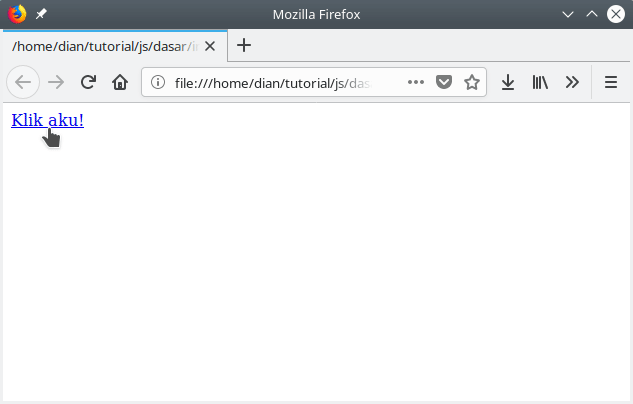 Mozilla Firefox
/home/dian/tutorial/js/dasar/i
file:///home/dian/tutorial/js/das
Klik aku!